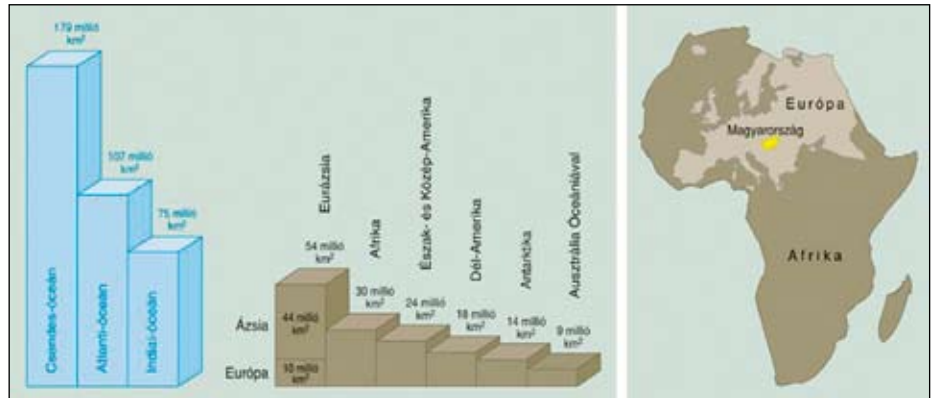 179 millió
km²
107 millió
km²
75 millió
km²
Csendes-óceán
Atlanti-óceán
Indiai-óceán
Eurázsia
Afrika
Észak- és Közép-Amerika
Dél-Amerika
Antarktika
Ausztrália Óceániával
54 millió
km²
30 millió
km²
24 millió
km²
18 millió
km²
14 millió
km²
9 millió
km²
Ázsia
44 millió
km²
Európa
10 millió
km²
Európa
Magyarország
Afrika